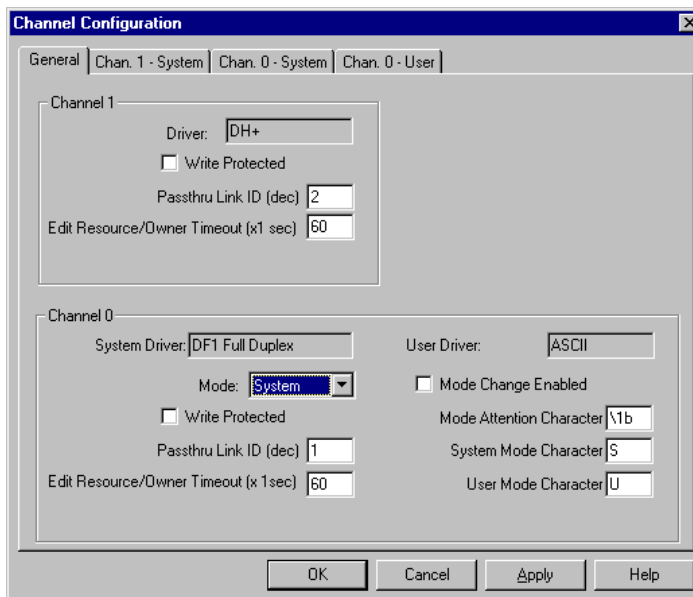 Channel Configuration
General
Chan. 1 - System
Chan. 0 - System
Chan. 0 - User
Channel 1
Driver: DH+
Write Protected
Passthru Link ID (dec) 2
Edit Resource/Owner Timeout (x1 sec) 60
Channel 0
System Driver: DF1 Full Duplex
Mode: System
Write Protected
Passthru Link ID (dec) 1
Edit Resource/Owner Timeout (x 1sec) 60
User Driver: ASCII
Mode Change Enabled
Mode Attention Character \1b
System Mode Character S
User Mode Character U
OK
Cancel
Apply
Help